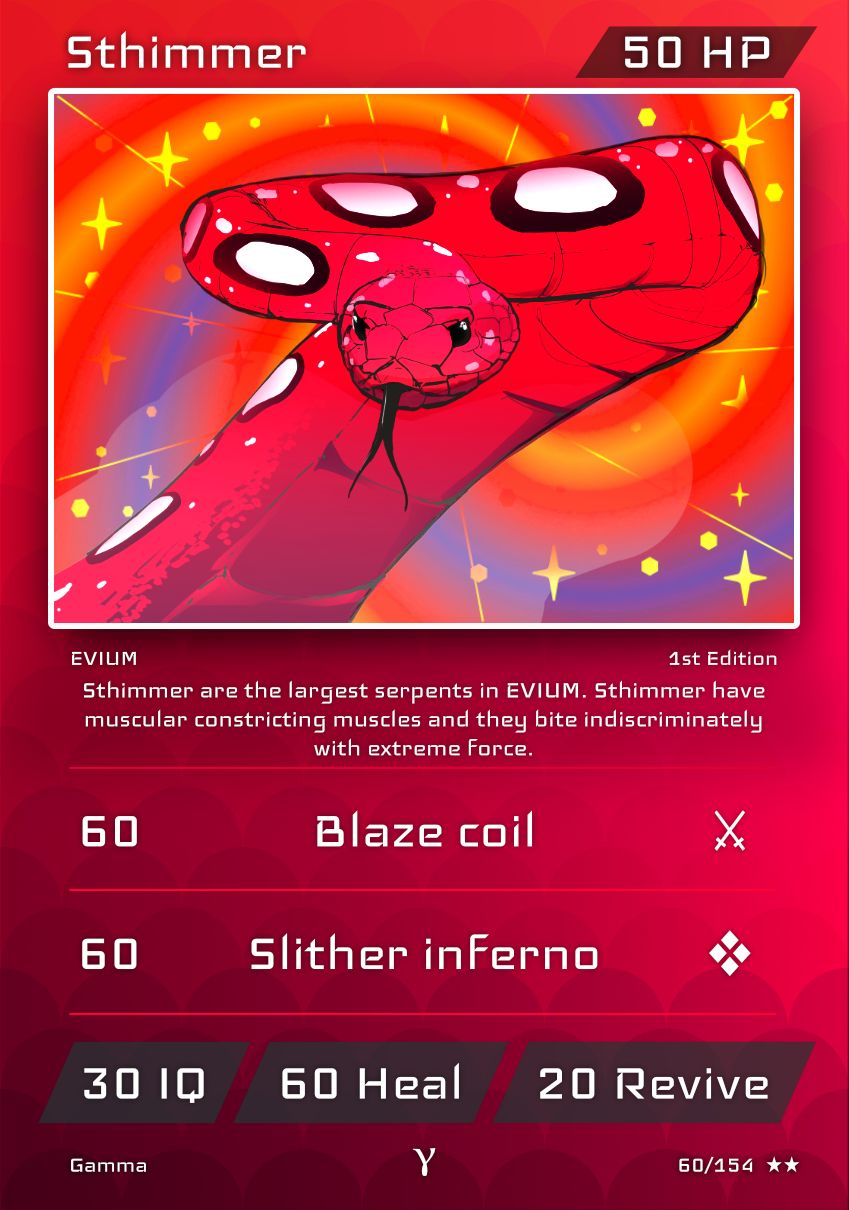 Sthimmer 50 HP
EVIUM 1st Edition
Sthimmer are the largest serpents in EVIUM. Sthimmer have
muscular constricting muscles and they bite indiscriminately
with extreme force.
60 Blaze coil
60 Slither inferno
30 IQ 60 Heal 20 Revive
Gamma γ 60/154 ★★